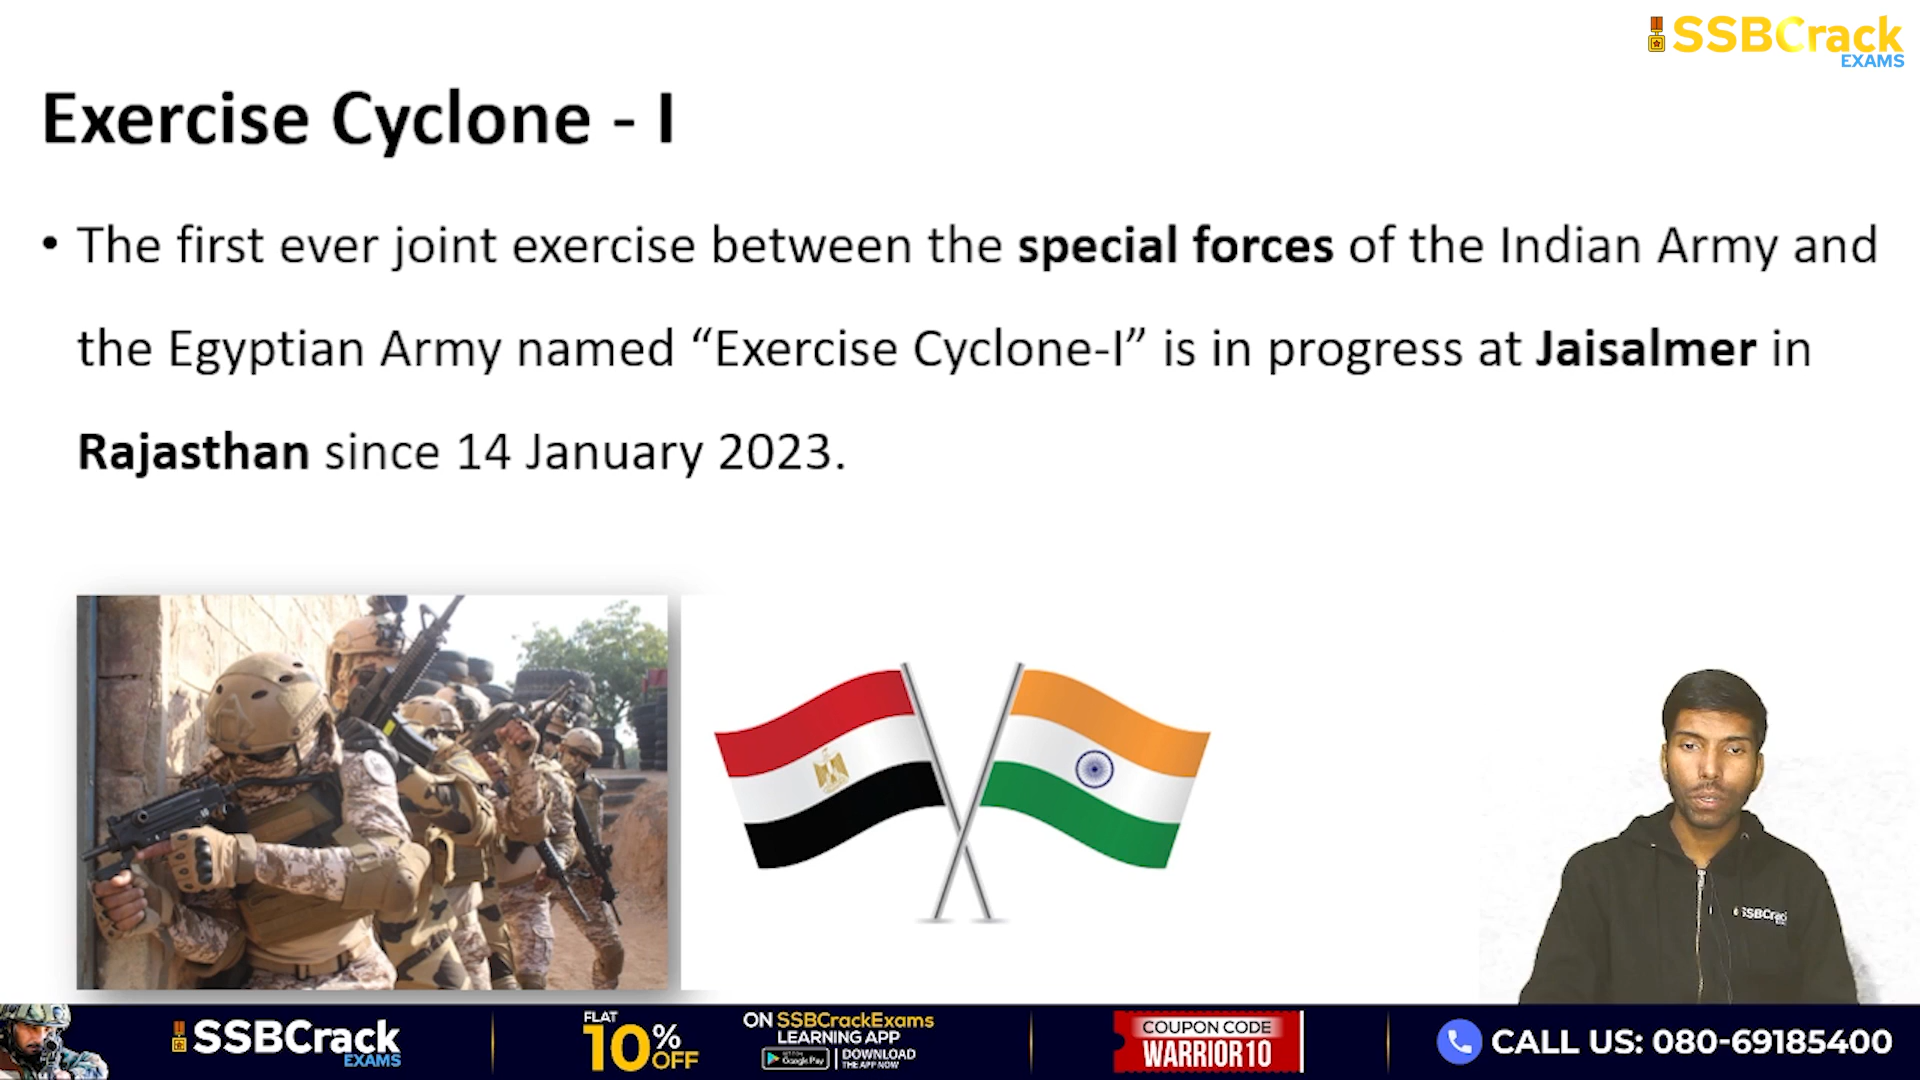 SSBCrack
EXAMS
Exercise Cyclone - I
• The first ever joint exercise between the special forces of the Indian Army and
the Egyptian Army named “Exercise Cyclone-I” is in progress at Jaisalmer in
Rajasthan since 14 January 2023.
SSBCrack
SSBCrack
EXAMS
FLAT
10% OFF
ON SSBCrackExams
LEARNING APP
Google Play
DOWNLOAD
THE APP NOW
COUPON CODE
WARRIOR10
CALL US: 080-69185400